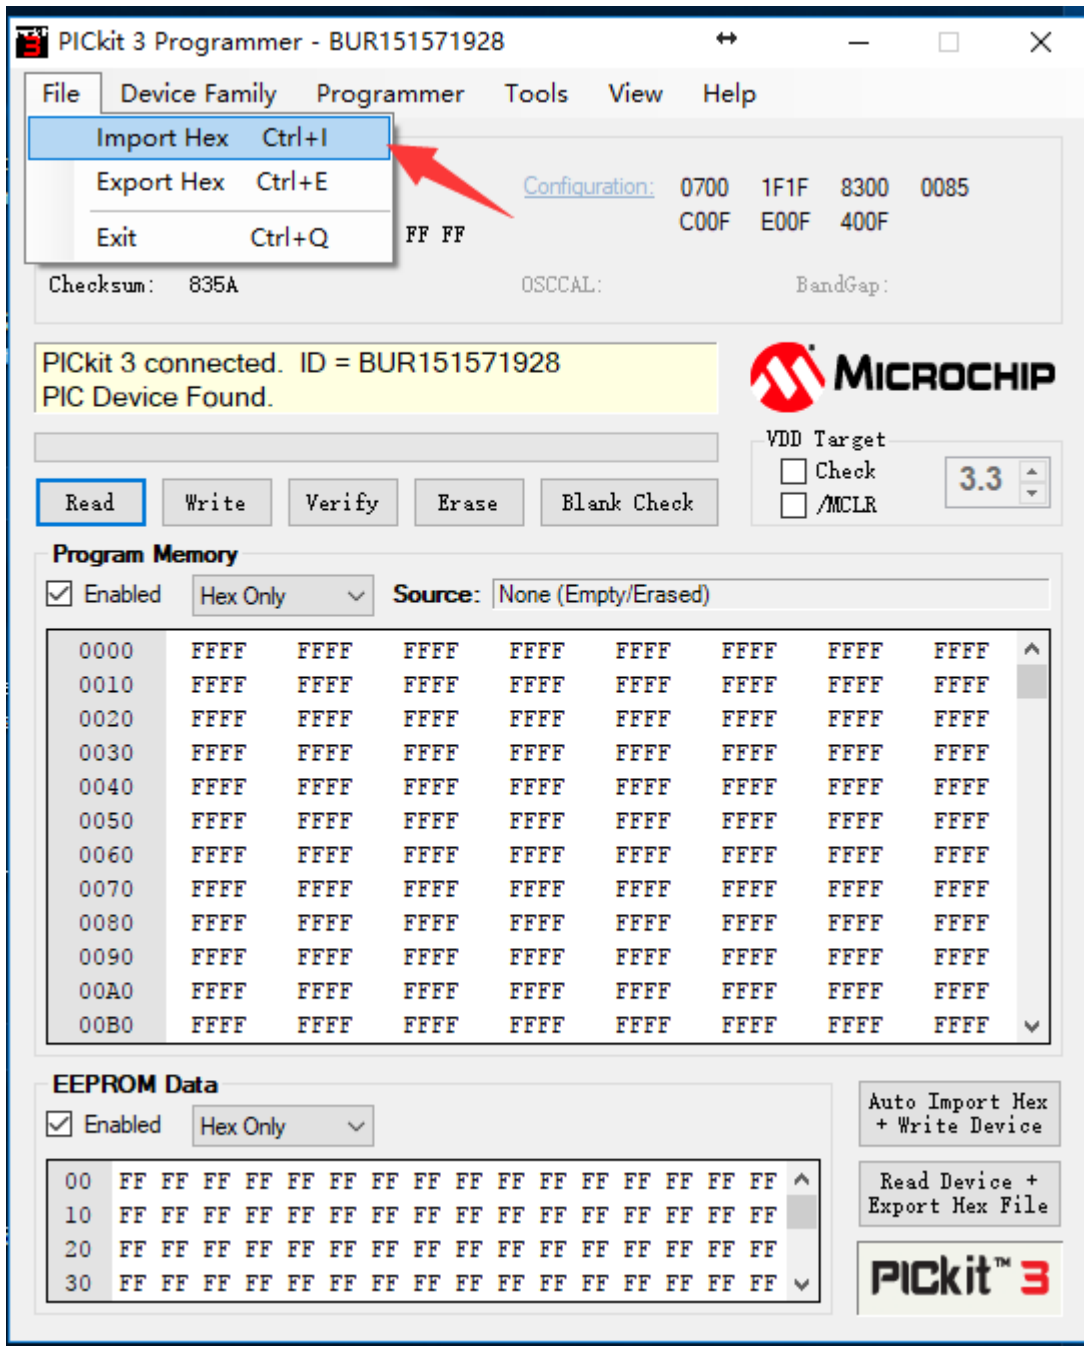 PICkit 3 Programmer - BUR151571928
File Device Family Programmer Tools View Help
Import Hex Ctrl+I
Export Hex Ctrl+E
Exit Ctrl+Q
Configuration: 0700 1F1F 8300 0085
C00F E00F 400F
FF FF
Checksum: 835A OSCCAL: BandGap:
PICkit 3 connected. ID = BUR151571928
PIC Device Found.
MICROCHIP
VDD Target
Check
/MCLR
3.3
Read Write Verify Erase Blank Check
Program Memory
Enabled Hex Only Source: None (Empty/Erased)
0000 FFFF FFFF FFFF FFFF FFFF FFFF FFFF FFFF
0010 FFFF FFFF FFFF FFFF FFFF FFFF FFFF FFFF
0020 FFFF FFFF FFFF FFFF FFFF FFFF FFFF FFFF
0030 FFFF FFFF FFFF FFFF FFFF FFFF FFFF FFFF
0040 FFFF FFFF FFFF FFFF FFFF FFFF FFFF FFFF
0050 FFFF FFFF FFFF FFFF FFFF FFFF FFFF FFFF
0060 FFFF FFFF FFFF FFFF FFFF FFFF FFFF FFFF
0070 FFFF FFFF FFFF FFFF FFFF FFFF FFFF FFFF
0080 FFFF FFFF FFFF FFFF FFFF FFFF FFFF FFFF
0090 FFFF FFFF FFFF FFFF FFFF FFFF FFFF FFFF
00A0 FFFF FFFF FFFF FFFF FFFF FFFF FFFF FFFF
00B0 FFFF FFFF FFFF FFFF FFFF FFFF FFFF FFFF
EEPROM Data
Enabled Hex Only
00 FF FF FF FF FF FF FF FF FF FF FF FF FF FF FF FF
10 FF FF FF FF FF FF FF FF FF FF FF FF FF FF FF FF
20 FF FF FF FF FF FF FF FF FF FF FF FF FF FF FF FF
30 FF FF FF FF FF FF FF FF FF FF FF FF FF FF FF FF
Auto Import Hex
+ Write Device
Read Device +
Export Hex File
PICkit™ 3